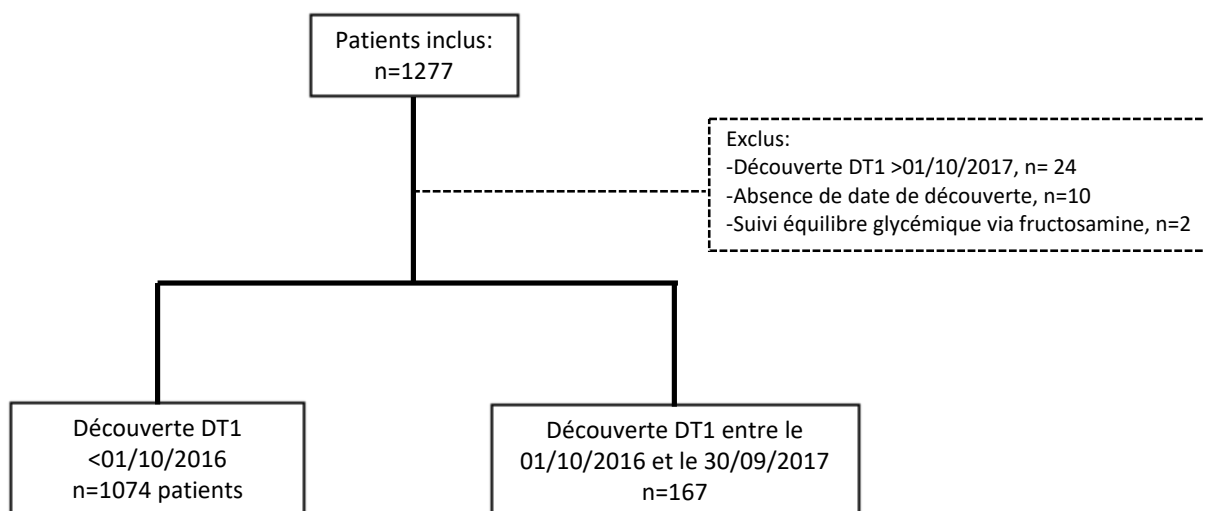 Patients inclus:
n=1277
Exclus:
-Découverte DT1 >01/10/2017, n= 24
-Absence de date de découverte, n=10
-Suivi équilibre glycémique via fructosamine, n=2
Découverte DT1
<01/10/2016
n=1074 patients
Découverte DT1 entre le
01/10/2016 et le 30/09/2017
n=167